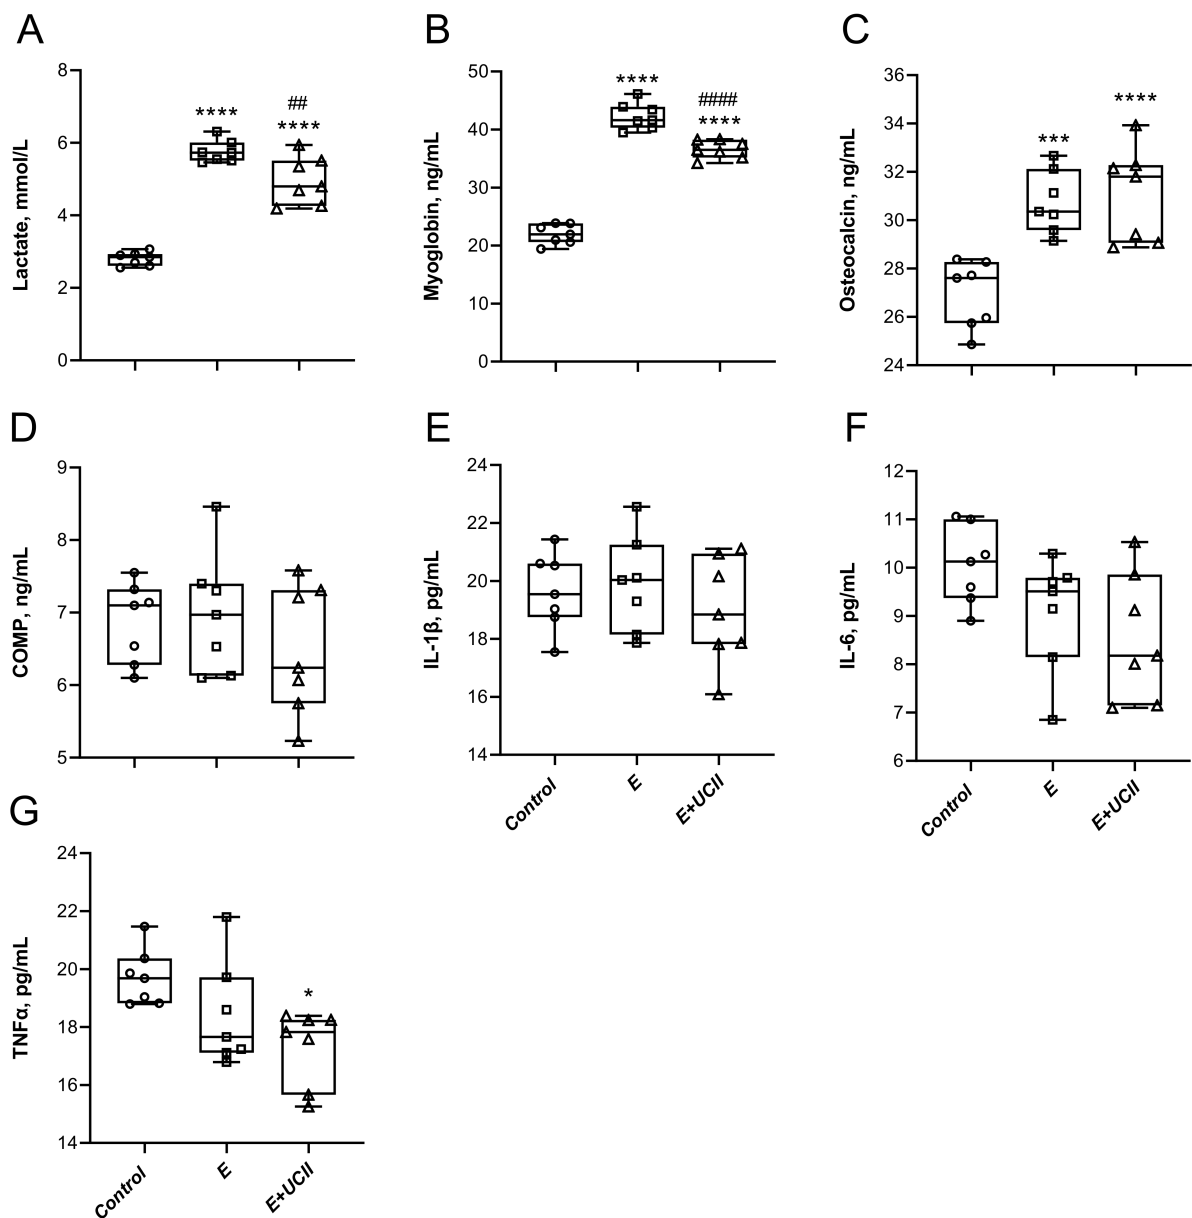 A
B
C
Lactate, mmol/L
8
6
4
2
0
****
##
****
Myoglobin, ng/mL
50
40
30
20
10
0
****
####
****
Osteocalcin, ng/mL
36
34
32
30
28
26
24
***
****
D
E
F
COMP, ng/mL
9
8
7
6
5
IL-1β, pg/mL
24
22
20
18
16
14
Control
E
E+UCII
IL-6, pg/mL
12
11
10
9
8
7
6
Control
E
E+UCII
G
TNFα, pg/mL
24
22
20
18
16
14
*
Control
E
E+UCII